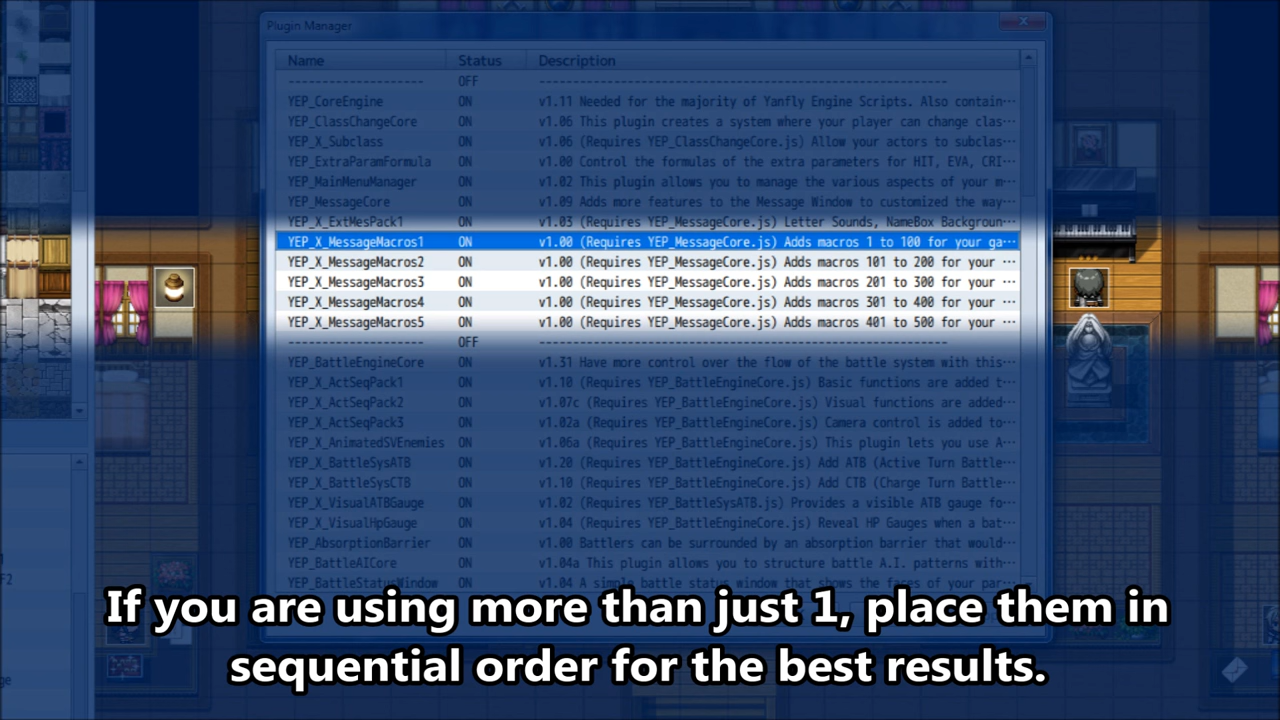 Plugin Manager
Name Status Description
-------------------- OFF ------------------------------------------------------------
YEP_CoreEngine ON v1.11 Needed for the majority of Yanfly Engine Scripts. Also contain…
YEP_ClassChangeCore ON v1.06 This plugin creates a system where your player can change clas…
YEP_X_Subclass ON v1.06 (Requires YEP_ClassChangeCore.js) Allow your actors to subclas…
YEP_ExtraParamFormula ON v1.00 Control the formulas of the extra parameters for HIT, EVA, CRI…
YEP_MainMenuManager ON v1.02 This plugin allows you to manage the various aspects of your m…
YEP_MessageCore ON v1.09 Adds more features to the Message Window to customized the way…
YEP_X_ExtMesPack1 ON v1.03 (Requires YEP_MessageCore.js) Letter Sounds, NameBox Backgroun…
YEP_X_MessageMacros1 ON v1.00 (Requires YEP_MessageCore.js) Adds macros 1 to 100 for your ga…
YEP_X_MessageMacros2 ON v1.00 (Requires YEP_MessageCore.js) Adds macros 101 to 200 for your …
YEP_X_MessageMacros3 ON v1.00 (Requires YEP_MessageCore.js) Adds macros 201 to 300 for your …
YEP_X_MessageMacros4 ON v1.00 (Requires YEP_MessageCore.js) Adds macros 301 to 400 for your …
YEP_X_MessageMacros5 ON v1.00 (Requires YEP_MessageCore.js) Adds macros 401 to 500 for your …
-------------------- OFF ------------------------------------------------------------
YEP_BattleEngineCore ON v1.31 Have more control over the flow of the battle system with this…
YEP_X_ActSeqPack1 ON v1.10 (Requires YEP_BattleEngineCore.js) Basic functions are added t…
YEP_X_ActSeqPack2 ON v1.07c (Requires YEP_BattleEngineCore.js) Visual functions are added…
YEP_X_ActSeqPack3 ON v1.02a (Requires YEP_BattleEngineCore.js) Camera control is added to…
YEP_X_AnimatedSVEnemies ON v1.06a (Requires YEP_BattleEngineCore.js) This plugin lets you use A…
YEP_X_BattleSysATB ON v1.20 (Requires YEP_BattleEngineCore.js) Add ATB (Active Turn Battle…
YEP_X_BattleSysCTB ON v1.10 (Requires YEP_BattleEngineCore.js) Add CTB (Charge Turn Battle…
YEP_X_VisualATBGauge ON v1.02 (Requires YEP_BattleSysATB.js) Provides a visible ATB gauge fo…
YEP_X_VisualHpGauge ON v1.04 (Requires YEP_BattleEngineCore.js) Reveal HP Gauges when a bat…
YEP_AbsorptionBarrier ON v1.00 Battlers can be surrounded by an absorption barrier that would…
YEP_BattleAICore ON v1.04a This plugin allows you to structure battle A.I. patterns with…
YEP_BattleStatusWindow ON v1.04 A simple battle status window that shows the faces of your par…
If you are using more than just 1, place them in
sequential order for the best results.